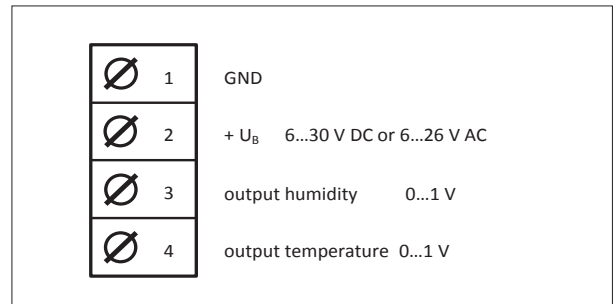 1 GND
2 + UB 6...30 V DC or 6...26 V AC
3 output humidity 0...1 V
4 output temperature 0...1 V